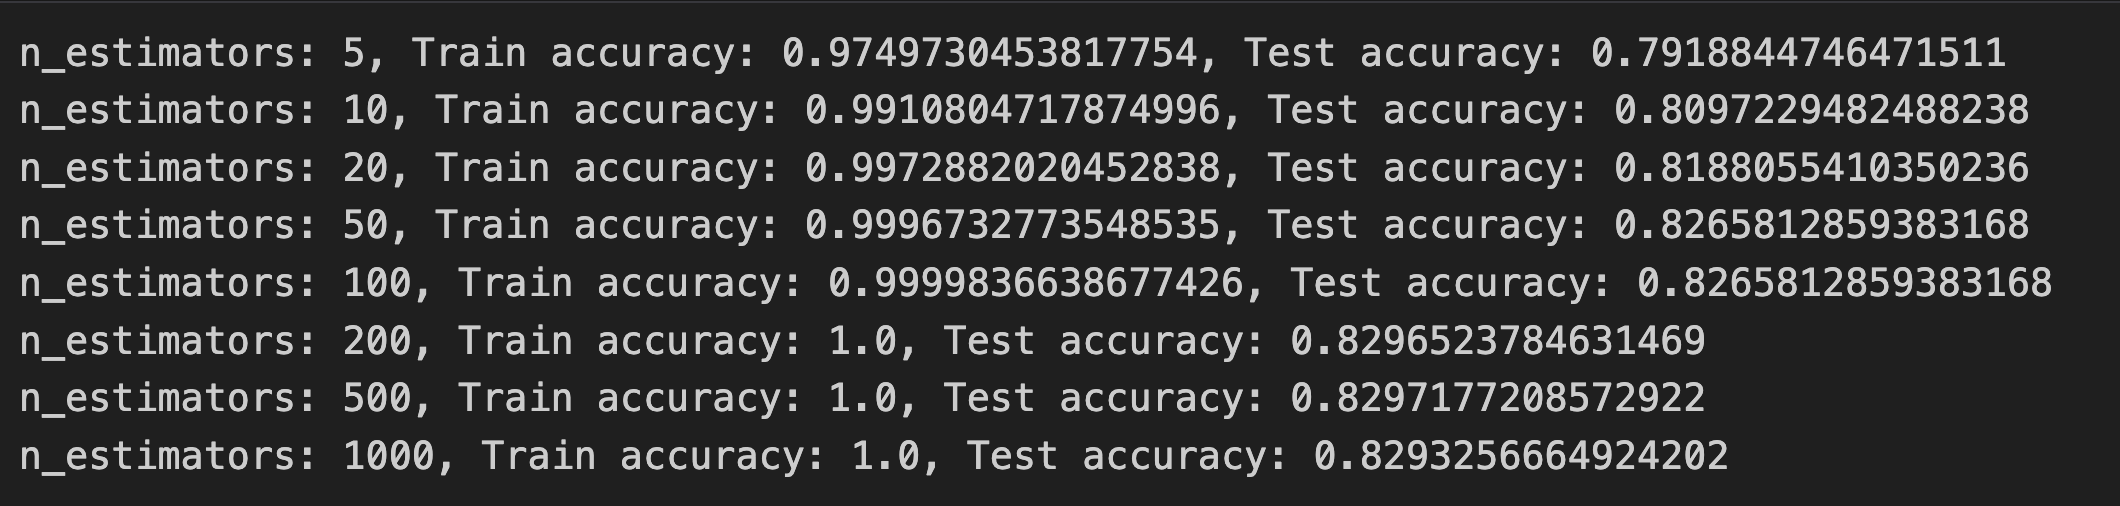 n_estimators: 5, Train accuracy: 0.9749730453817754, Test accuracy: 0.7918844746471511
n_estimators: 10, Train accuracy: 0.9910804717874996, Test accuracy: 0.8097229482488238
n_estimators: 20, Train accuracy: 0.9972882020452838, Test accuracy: 0.8188055410350236
n_estimators: 50, Train accuracy: 0.9996732773548535, Test accuracy: 0.8265812859383168
n_estimators: 100, Train accuracy: 0.9999836638677426, Test accuracy: 0.8265812859383168
n_estimators: 200, Train accuracy: 1.0, Test accuracy: 0.8296523784631469
n_estimators: 500, Train accuracy: 1.0, Test accuracy: 0.8297177208572922
n_estimators: 1000, Train accuracy: 1.0, Test accuracy: 0.8293256664924202